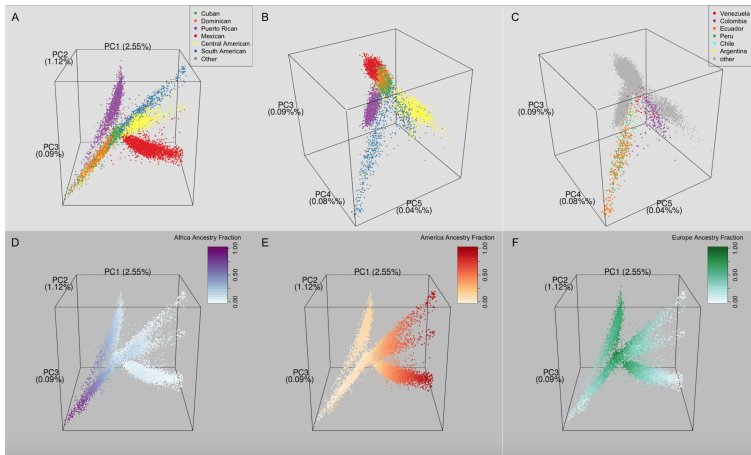 A
Cuban
Dominican
Puerto Rican
Mexican
Central American
South American
Other
PC1 (2.55%)
PC2
(1.12%)
PC3
(0.09%)
B
PC3
(0.09%%)
PC4
(0.08%%)
PC5
(0.04%%)
C
Venezuela
Colombia
Ecuador
Peru
Chile
Argentina
other
PC3
(0.09%%)
PC4
(0.08%%)
PC5
(0.04%%)
D
Africa Ancestry Fraction
1.00
0.50
0.00
PC1 (2.55%)
PC2
(1.12%)
PC3
(0.09%)
E
America Ancestry Fraction
1.00
0.50
0.00
PC1 (2.55%)
PC2
(1.12%)
PC3
(0.09%)
F
Europe Ancestry Fraction
1.00
0.50
0.00
PC1 (2.55%)
PC2
(1.12%)
PC3
(0.09%)